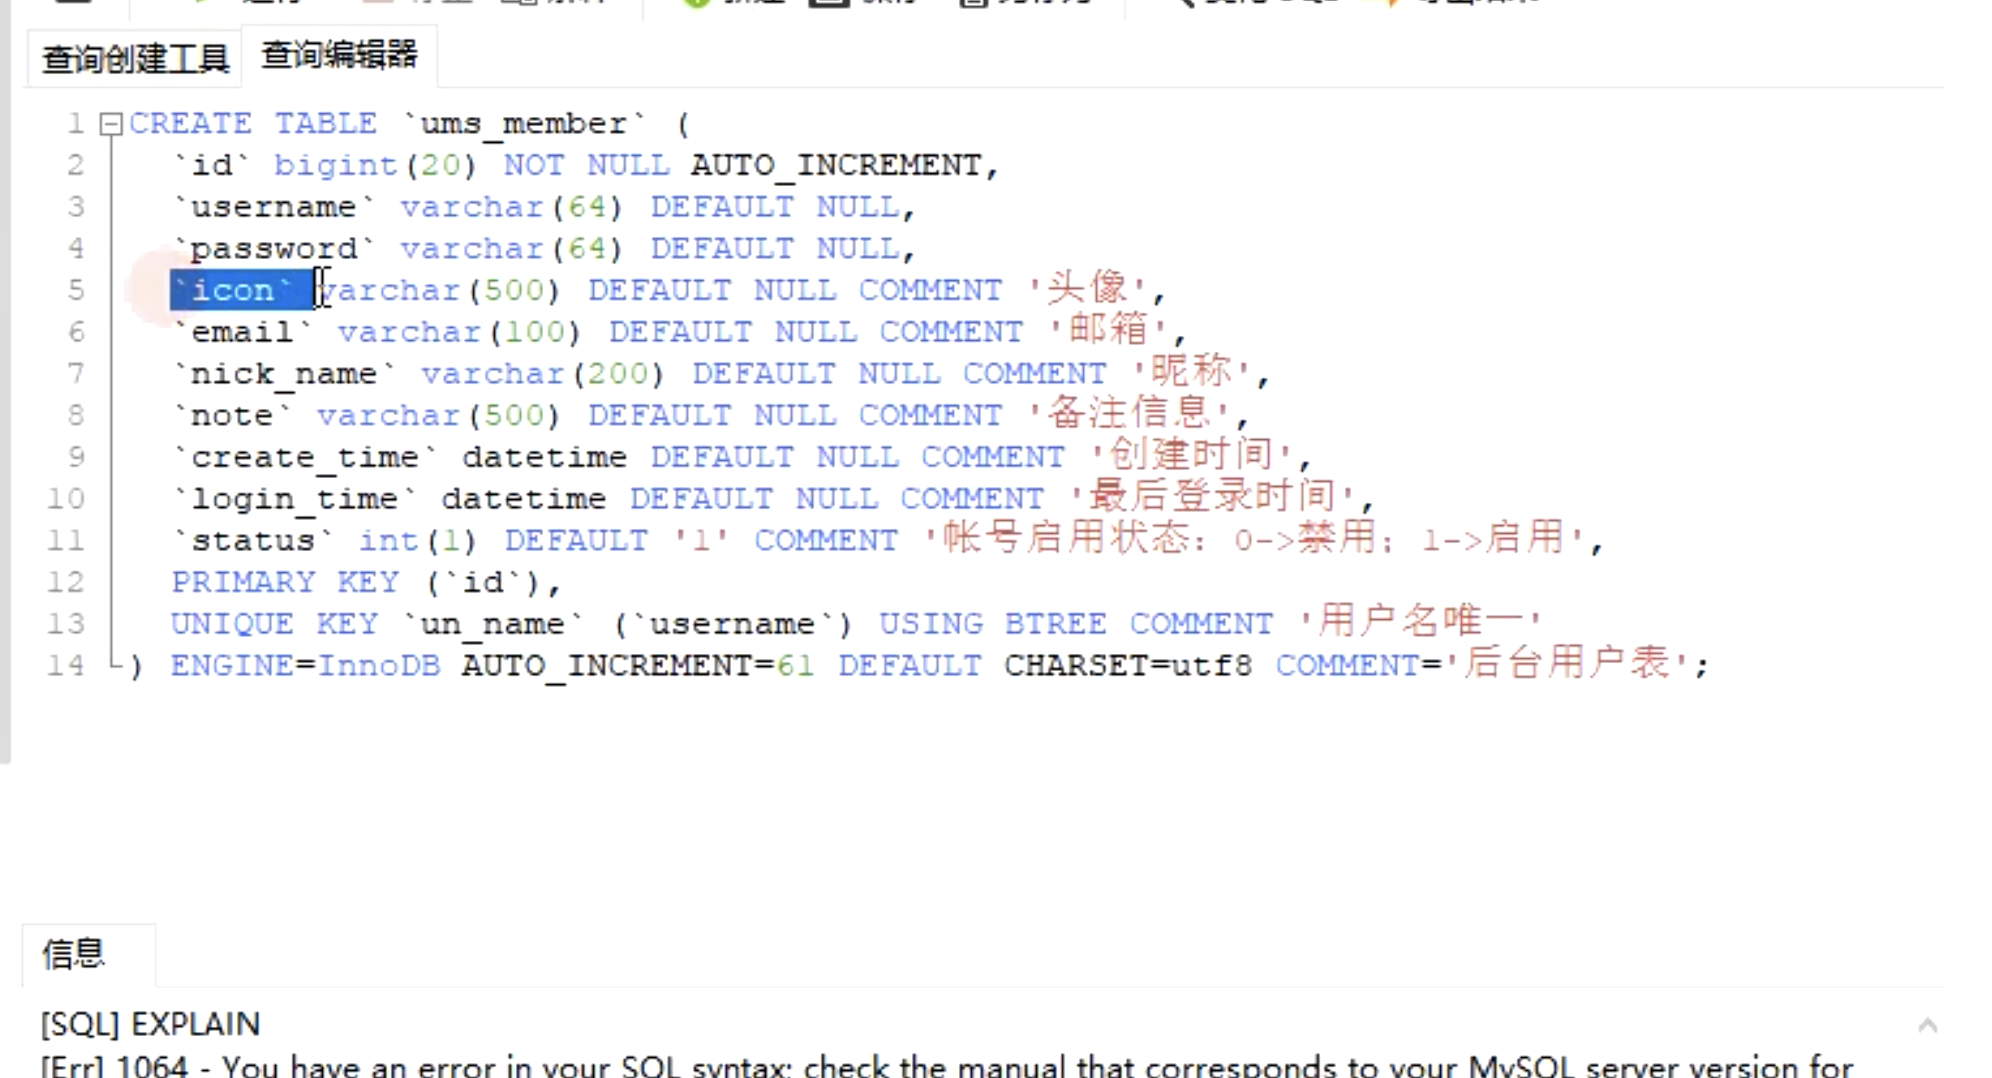 查询创建工具 查询编辑器
1 CREATE TABLE `ums_member` (
2 `id` bigint(20) NOT NULL AUTO_INCREMENT,
3 `username` varchar(64) DEFAULT NULL,
4 `password` varchar(64) DEFAULT NULL,
5 `icon` varchar(500) DEFAULT NULL COMMENT '头像',
6 `email` varchar(100) DEFAULT NULL COMMENT '邮箱',
7 `nick_name` varchar(200) DEFAULT NULL COMMENT '昵称',
8 `note` varchar(500) DEFAULT NULL COMMENT '备注信息',
9 `create_time` datetime DEFAULT NULL COMMENT '创建时间',
10 `login_time` datetime DEFAULT NULL COMMENT '最后登录时间',
11 `status` int(1) DEFAULT '1' COMMENT '帐号启用状态：0->禁用；1->启用',
12 PRIMARY KEY (`id`),
13 UNIQUE KEY `un_name` (`username`) USING BTREE COMMENT '用户名唯一'
14 ) ENGINE=InnoDB AUTO_INCREMENT=61 DEFAULT CHARSET=utf8 COMMENT='后台用户表';
信息
[SQL] EXPLAIN
[Err] 1064 - You have an error in your SQL syntax; check the manual that corresponds to your MySQL server version for